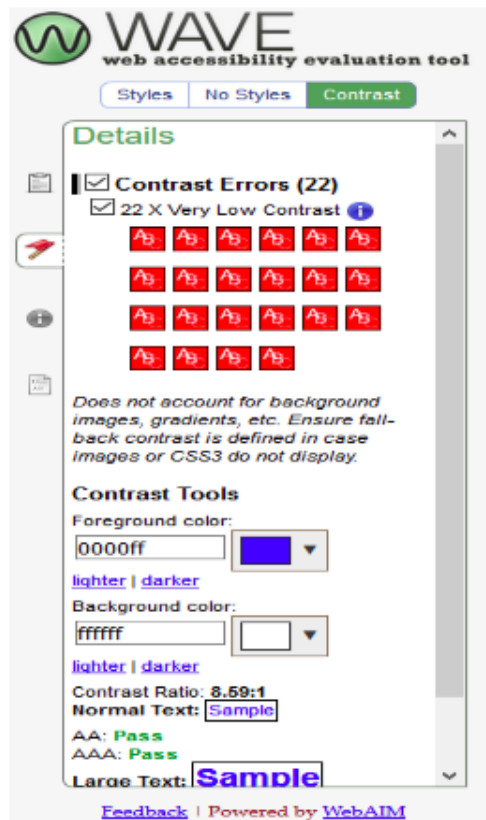 WAVE
web accessibility evaluation tool
Styles No Styles Contrast
Details
Contrast Errors (22)
22 X Very Low Contrast
Does not account for background
images, gradients, etc. Ensure fall-
back contrast is defined in case
images or CSS3 do not display.
Contrast Tools
Foreground color:
0000ff
lighter | darker
Background color:
ffffff
lighter | darker
Contrast Ratio: 8.59:1
Normal Text: Sample
AA: Pass
AAA: Pass
Large Text: Sample
Feedback | Powered by WebAIM